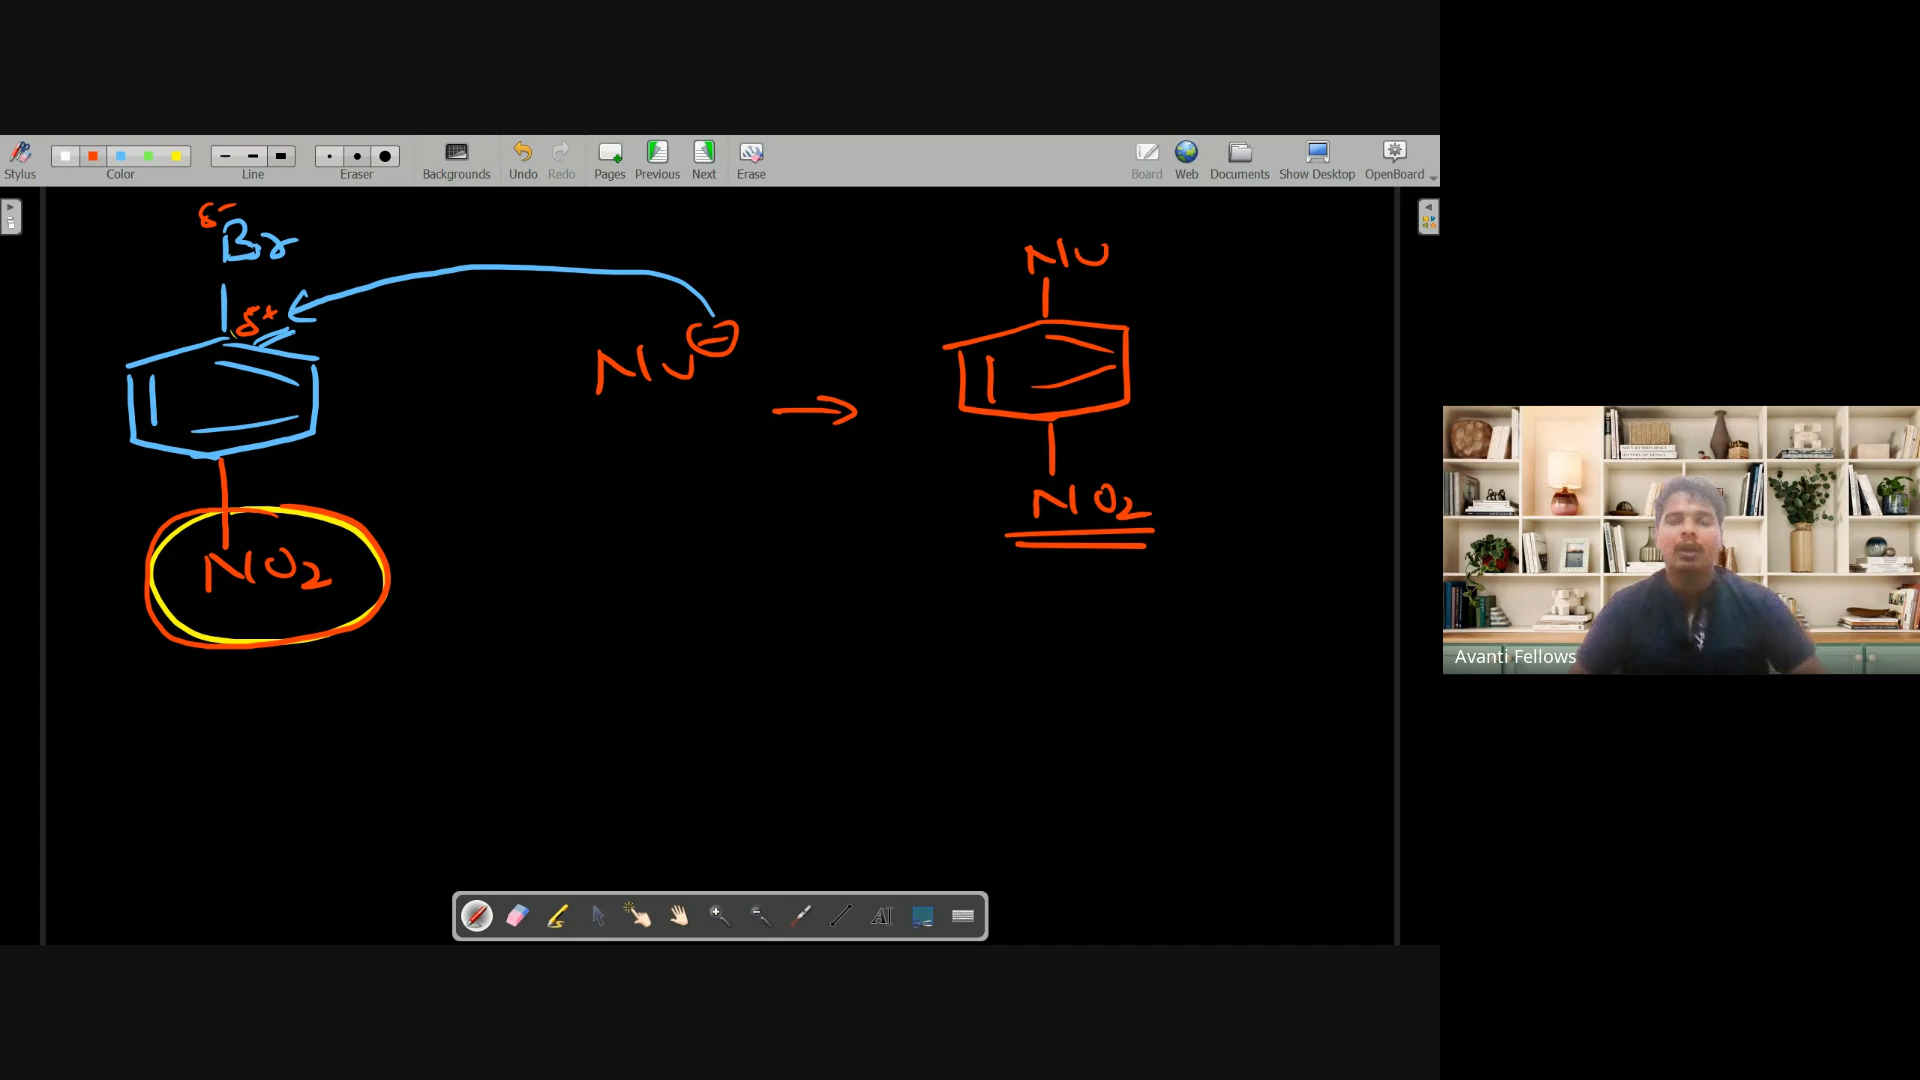 Stylus
Color
Line
Eraser
Backgrounds
Undo
Redo
Pages
Previous
Next
Erase
Board
Web
Documents
Show Desktop
OpenBoard
δ-
Br
δ+
Nu⊖
→
NO2
Nu
NO2
Avanti Fellows